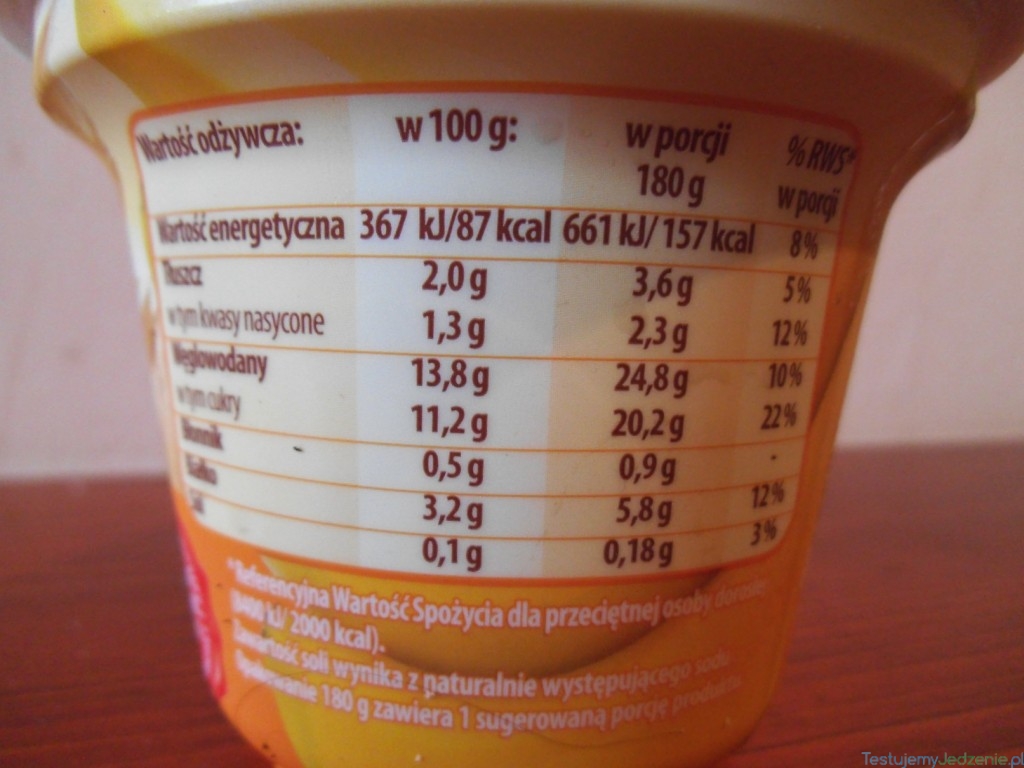 Wartość odżywcza: w 100 g: w porcji % RWS*
180 g w porcji
Wartość energetyczna 367 kJ/87 kcal 661 kJ/ 157 kcal 8%
Tłuszcz 2,0 g 3,6 g 5%
w tym kwasy nasycone 1,3 g 2,3 g 12%
Węglowodany 13,8 g 24,8 g 10%
w tym cukry 11,2 g 20,2 g 22%
Błonnik 0,5 g 0,9 g -
Białko 3,2 g 5,8 g 12%
Sól 0,1 g 0,18 g 3%
*Referencyjna Wartość Spożycia dla przeciętnej osoby dorosłej
(8400 kJ/ 2000 kcal).
Zawartość soli wynika z naturalnie występującego sodu.
Opakowanie 180 g zawiera 1 sugerowaną porcję produktu.
TestujemyJedzenie.pl